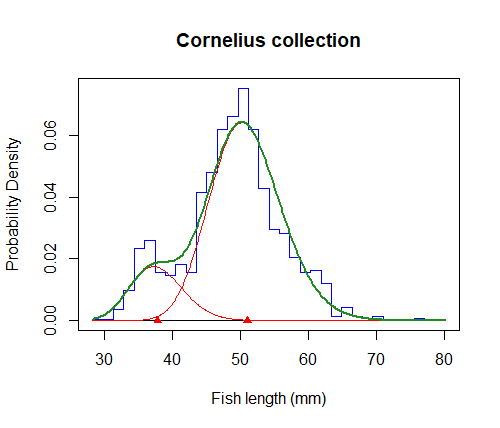 Cornelius collection
Probability Density
0.06
0.04
0.02
0.00
30 40 50 60 70 80
Fish length (mm)